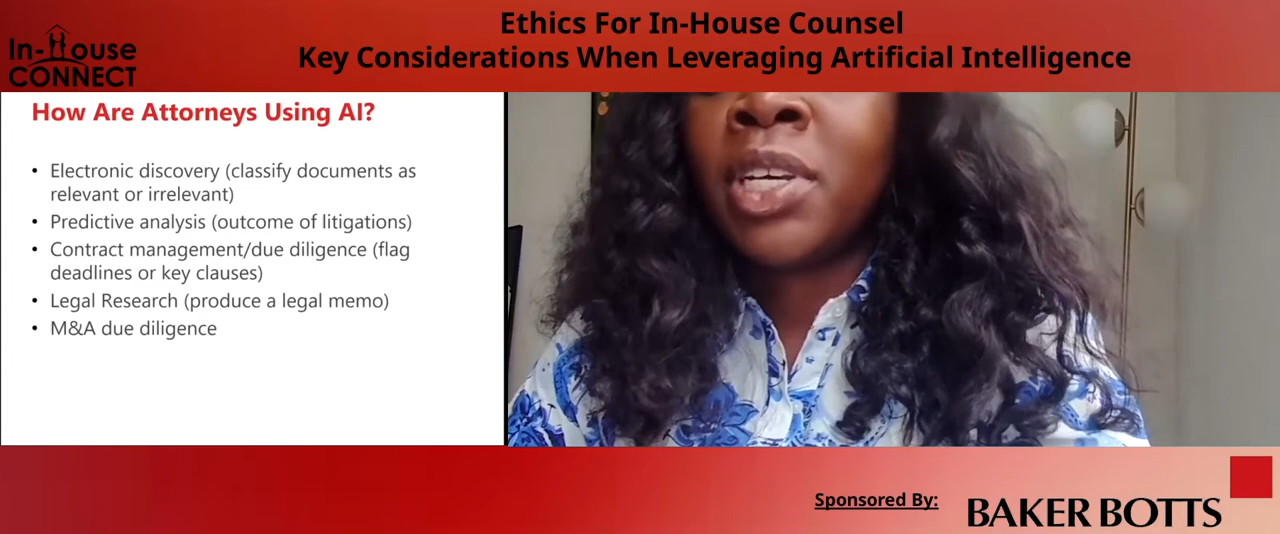 Ethics For In-House Counsel
Key Considerations When Leveraging Artificial Intelligence
In-House
CONNECT
How Are Attorneys Using AI?
• Electronic discovery (classify documents as
relevant or irrelevant)
• Predictive analysis (outcome of litigations)
• Contract management/due diligence (flag
deadlines or key clauses)
• Legal Research (produce a legal memo)
• M&A due diligence
Sponsored By:
BAKER BOTTS